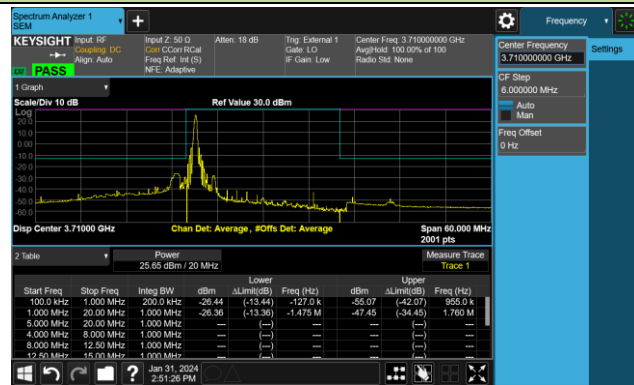 Spectrum Analyzer 1
SEM
Frequency
KEYSIGHT
Input: RF
Coupling: DC
Align: Auto
Input Z: 50 Ω
Corr CCorr RCal
Freq Ref: Int (S)
NFE: Adaptive
Atten: 18 dB
Trig: External 1
Gate: LO
IF Gain: Low
Center Freq: 3.710000000 GHz
Avg|Hold: 100.00% of 100
Radio Std: None
PASS
Center Frequency
3.710000000 GHz
Settings
CF Step
6.000000 MHz
Auto
Man
Freq Offset
0 Hz
1 Graph
Scale/Div 10 dB
Ref Value 30.0 dBm
Log
20.0
10.0
0.00
-10.0
-20.0
-30.0
-40.0
-50.0
-60.0
Disp Center 3.71000 GHz
Chan Det: Average, #Offs Det: Average
Span 60.000 MHz
2001 pts
2 Table
Power
25.65 dBm / 20 MHz
Measure Trace
Trace 1
Lower Upper
Start Freq Stop Freq Integ BW dBm ΔLimit(dB) Freq (Hz) dBm ΔLimit(dB) Freq (Hz)
100.0 kHz 1.000 MHz 200.0 kHz -26.44 (-13.44) -127.0 k -55.07 (-42.07) 955.0 k
1.000 MHz 20.00 MHz 1.000 MHz -26.36 (-13.36) -1.475 M -47.45 (-34.45) 1.760 M
5.000 MHz 20.00 MHz 1.000 MHz --- (---) --- --- (---) ---
4.000 MHz 8.000 MHz 1.000 MHz --- (---) --- --- (---) ---
8.000 MHz 12.50 MHz 1.000 MHz --- (---) --- --- (---) ---
12.50 MHz 15.00 MHz 1.000 MHz --- (---) --- --- (---) ---
?
Jan 31, 2024
2:51:26 PM